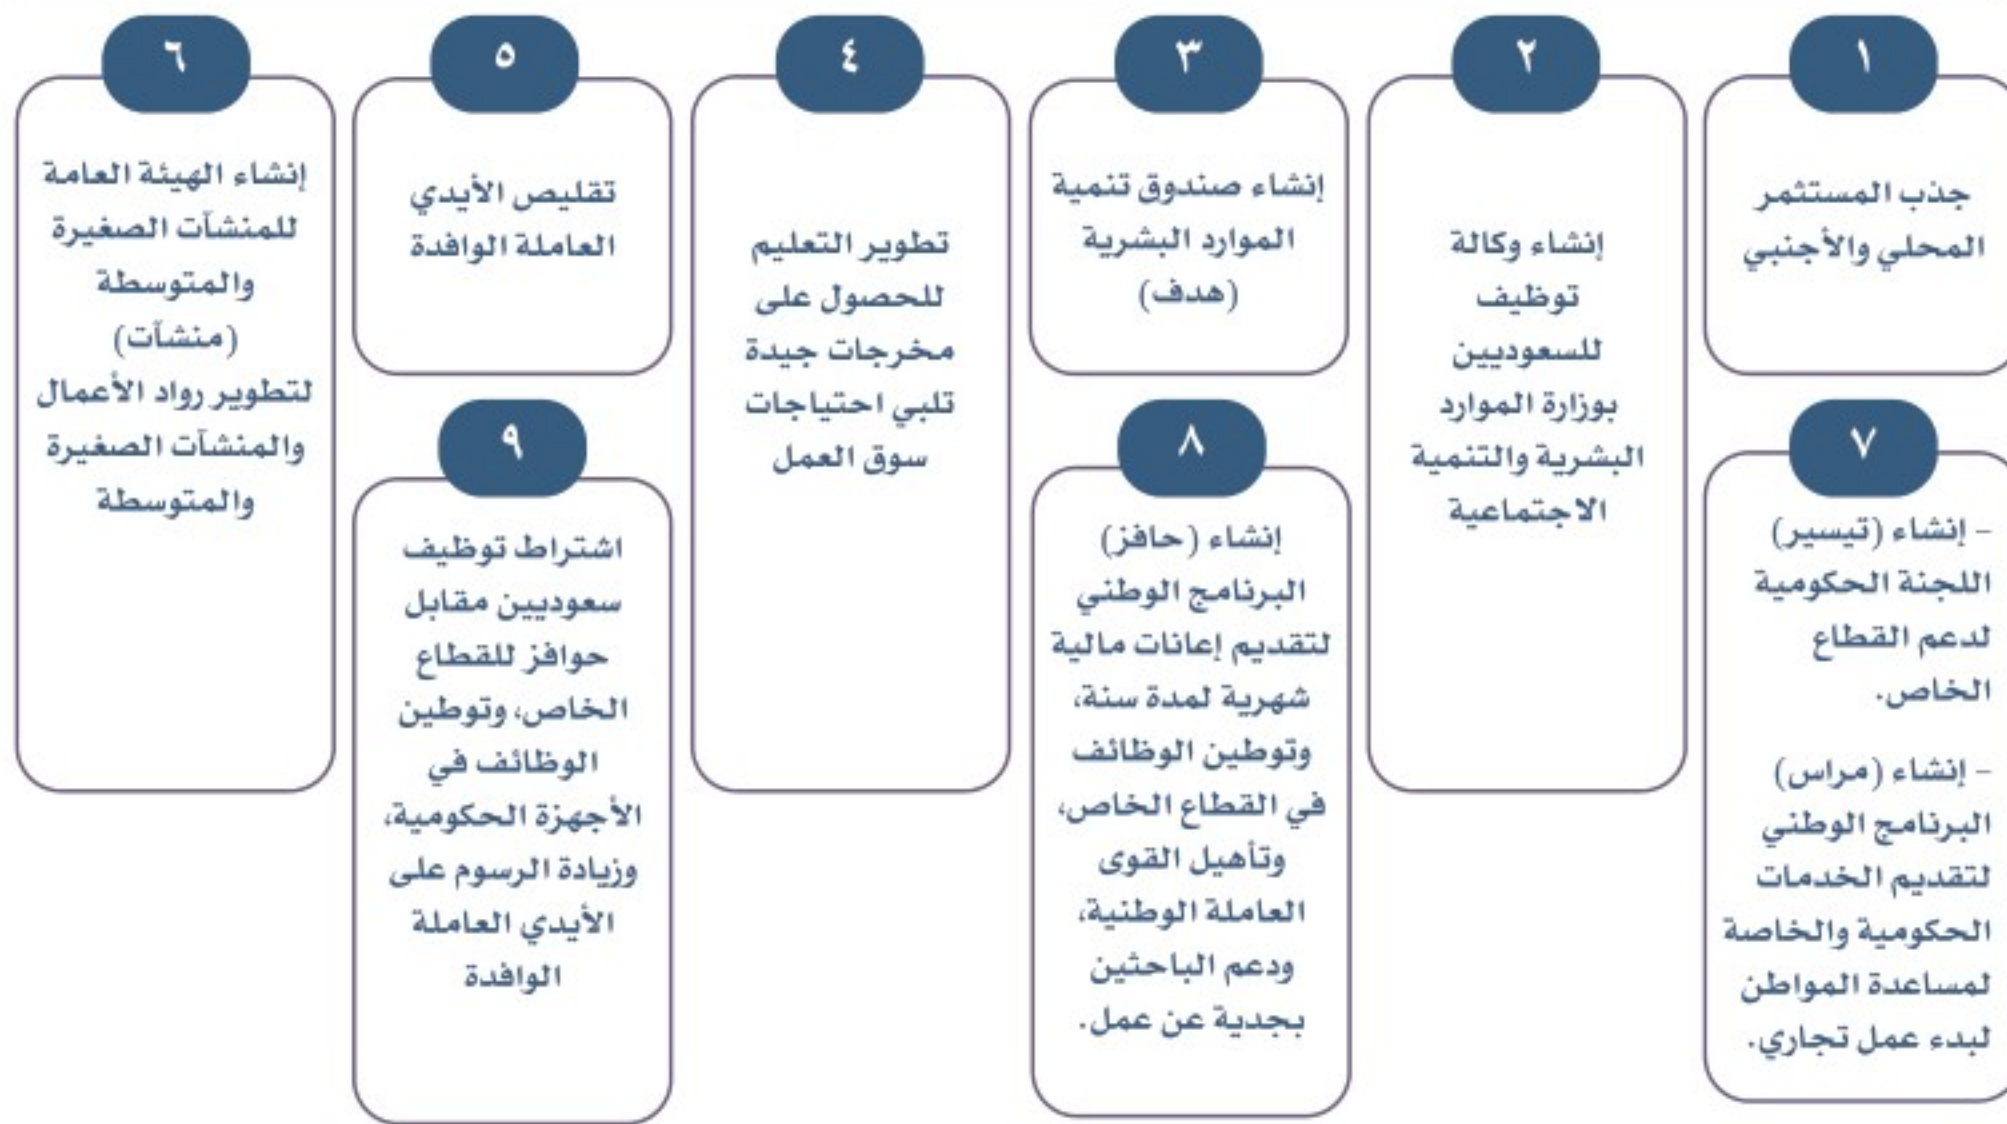 ١
جذب المستثمر
المحلي والأجنبي
٢
إنشاء وكالة
توظيف
للسعوديين
بوزارة الموارد
البشرية والتنمية
الاجتماعية
٣
إنشاء صندوق تنمية
الموارد البشرية
(هدف)
٤
تطوير التعليم
للحصول على
مخرجات جيدة
تلبي احتياجات
سوق العمل
٥
تقليص الأيدي
العاملة الوافدة
٦
إنشاء الهيئة العامة
للمنشآت الصغيرة
والمتوسطة
(منشآت)
لتطوير رواد الأعمال
والمنشآت الصغيرة
والمتوسطة
٧
- إنشاء (تيسير)
اللجنة الحكومية
لدعم القطاع
الخاص.
- إنشاء (مراس)
البرنامج الوطني
لتقديم الخدمات
الحكومية والخاصة
لمساعدة المواطن
لبدء عمل تجاري.
٨
إنشاء (حافز)
البرنامج الوطني
لتقديم إعانات مالية
شهرية لمدة سنة،
وتوطين الوظائف
في القطاع الخاص،
وتأهيل القوى
العاملة الوطنية،
ودعم الباحثين
بجدية عن عمل.
٩
اشتراط توظيف
سعوديين مقابل
حوافز للقطاع
الخاص، وتوطين
الوظائف في
الأجهزة الحكومية،
وزيادة الرسوم على
الأيدي العاملة
الوافدة